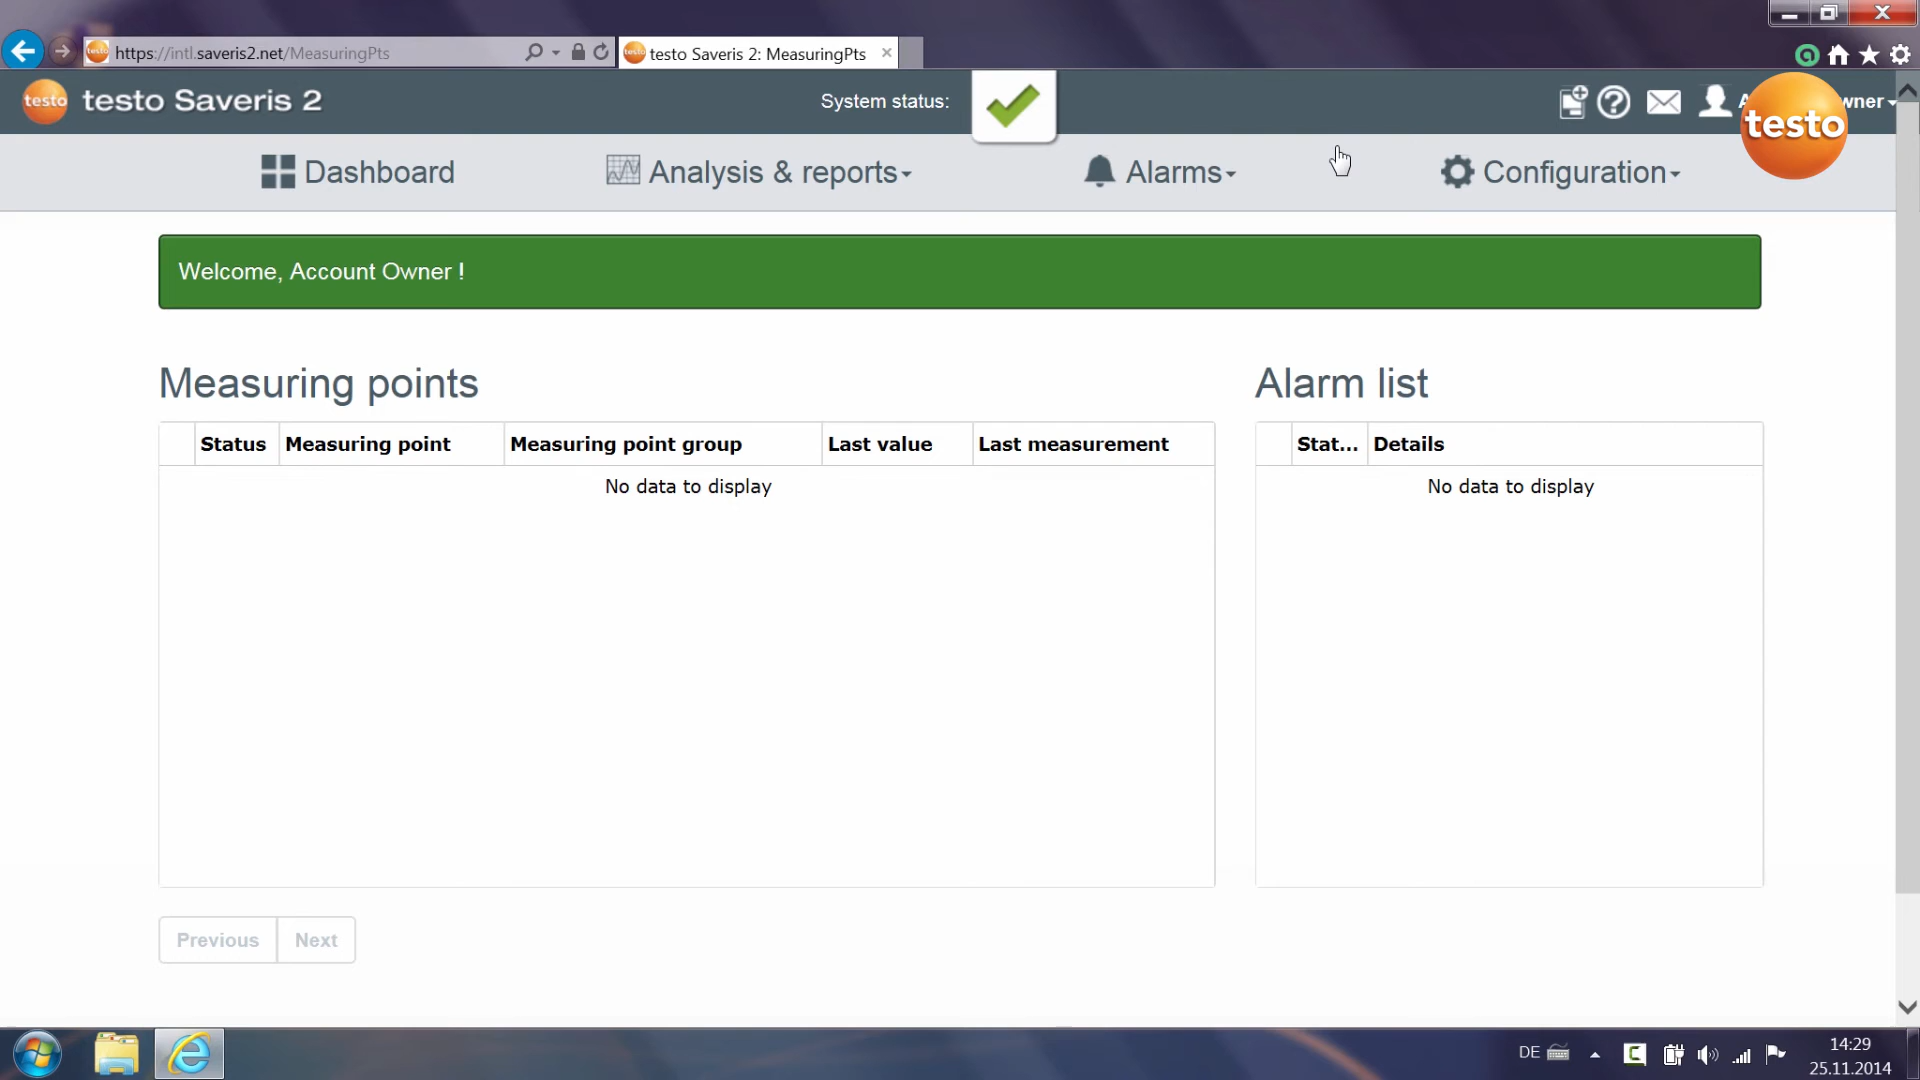 https://intl.saveris2.net/MeasuringPts
testo Saveris 2: MeasuringPts
testo
testo Saveris 2
System status:
testo
Dashboard
Analysis & reports
Alarms
Configuration
Welcome, Account Owner !
Measuring points
Alarm list
Status Measuring point Measuring point group Last value Last measurement
Stat... Details
No data to display
No data to display
Previous Next
DE
14:29
25.11.2014